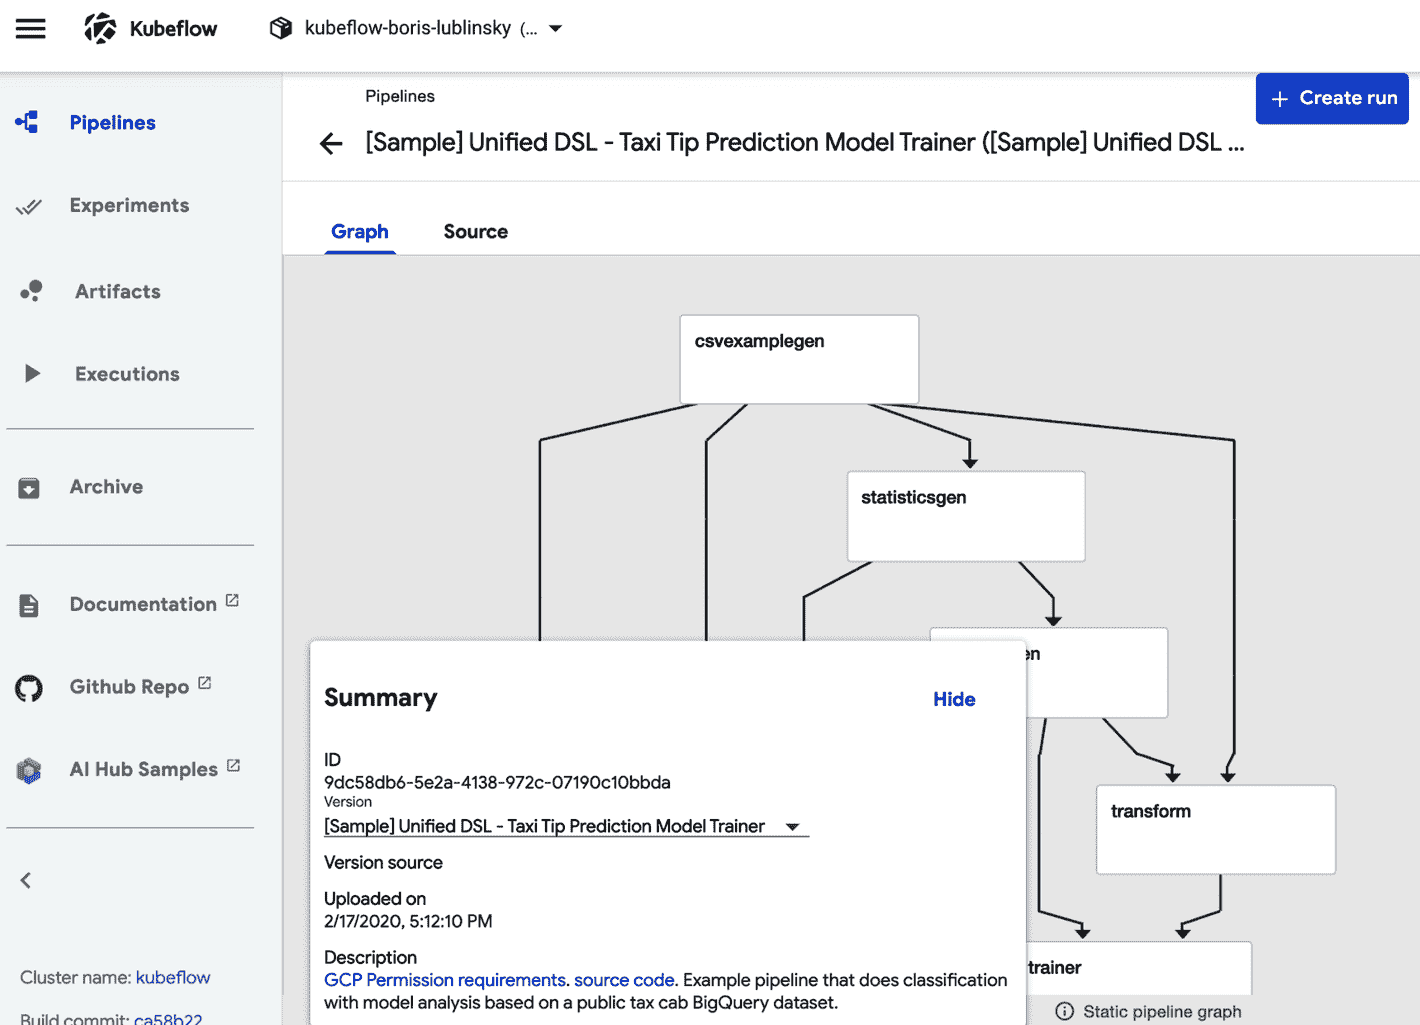 Kubeflow
kubeflow-boris-lublinsky (...
Pipelines
Experiments
Artifacts
Executions
Archive
Documentation
Github Repo
AI Hub Samples
Cluster name: kubeflow
Build commit: ca58b22
Pipelines
[Sample] Unified DSL - Taxi Tip Prediction Model Trainer ([Sample] Unified DSL ...
+ Create run
Graph
Source
csvexamplegen
statisticsgen
en
transform
trainer
Summary
Hide
ID
9dc58db6-5e2a-4138-972c-07190c10bbda
Version
[Sample] Unified DSL - Taxi Tip Prediction Model Trainer
Version source
Uploaded on
2/17/2020, 5:12:10 PM
Description
GCP Permission requirements. source code. Example pipeline that does classification
with model analysis based on a public tax cab BigQuery dataset.
Static pipeline graph